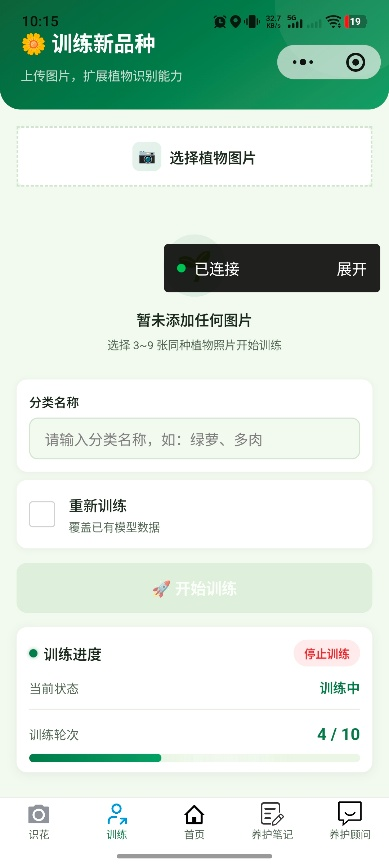 10:15
32.7 KB/s 5G 19
训练新品种
上传图片，扩展植物识别能力
选择植物图片
已连接 展开
暂未添加任何图片
选择 3~9 张同种植物照片开始训练
分类名称
请输入分类名称，如：绿萝、多肉
重新训练
覆盖已有模型数据
开始训练
训练进度 停止训练
当前状态 训练中
训练轮次 4 / 10
识花 训练 首页 养护笔记 养护顾问